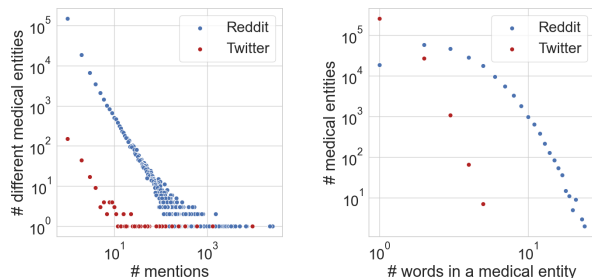 Reddit
Twitter
# different medical entities
10^5
10^4
10^3
10^2
10^1
10^0
10^1
10^3
# mentions
Reddit
Twitter
# medical entities
10^5
10^4
10^3
10^2
10^1
10^0
10^1
# words in a medical entity